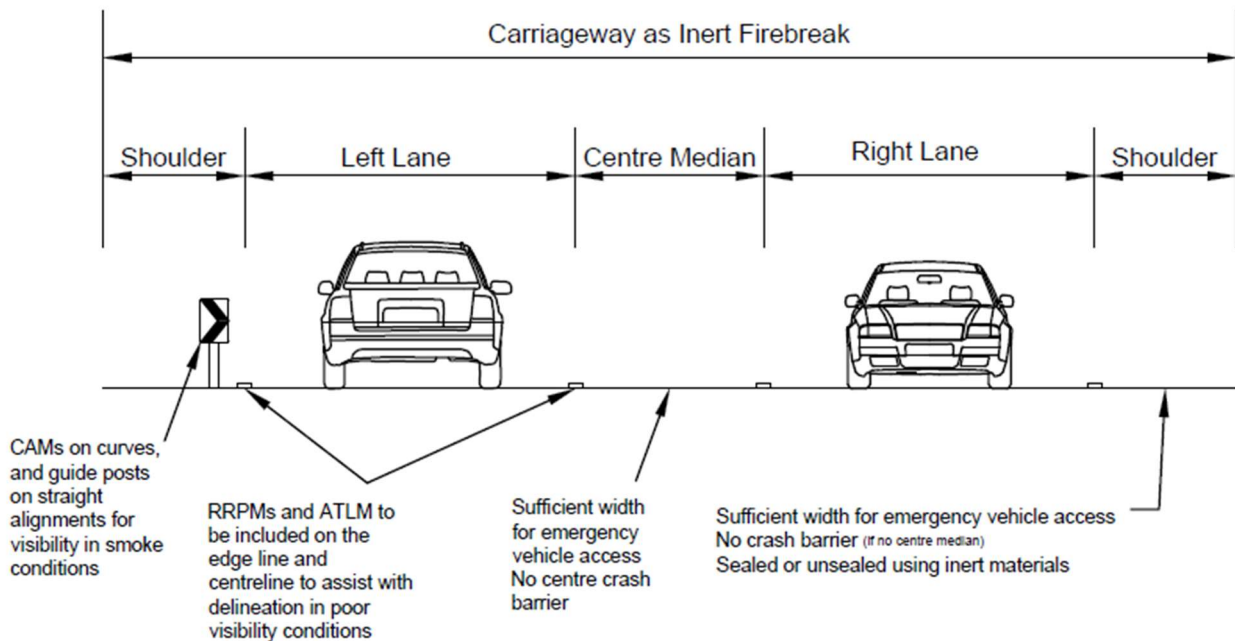 Carriageway as Inert Firebreak
Shoulder
Left Lane
Centre Median
Right Lane
Shoulder
CAMs on curves,
and guide posts
on straight
alignments for
visibility in smoke
conditions
RRPMs and ATLM to
be included on the
edge line and
centreline to assist with
delineation in poor
visibility conditions
Sufficient width
for emergency
vehicle access
No centre crash
barrier
Sufficient width for emergency vehicle access
No crash barrier (if no centre median)
Sealed or unsealed using inert materials